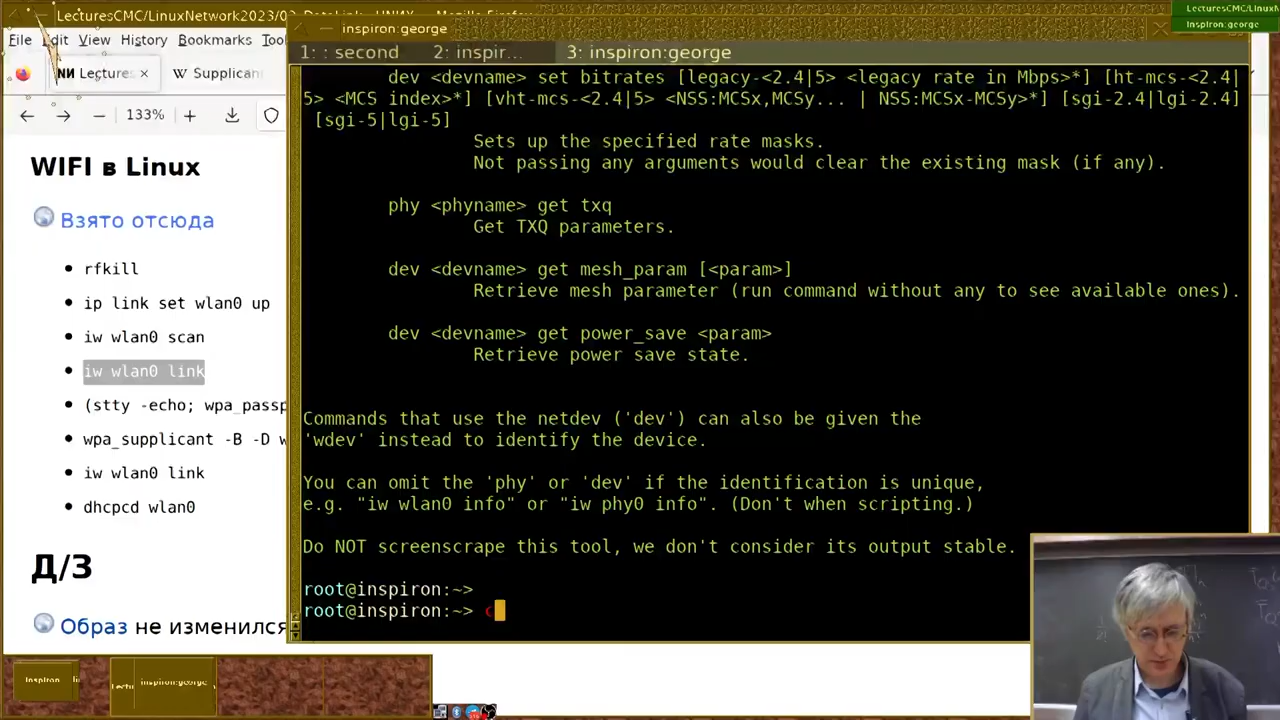 LecturesCMC/LinuxNetwork2023/0
LecturesCMC/LinuxN
inspiron:george
File Edit View History Bookmarks Too
inspiron:george
1: : second 2: inspir... 3: inspiron:george
Lectures × W Supplican
133%
WIFI в Linux
Взято отсюда
rfkill
ip link set wlan0 up
iw wlan0 scan
iw wlan0 link
(stty -echo; wpa_passp
wpa_supplicant -B -D w
iw wlan0 link
dhcpcd wlan0
Д/З
Образ не изменился
dev <devname> set bitrates [legacy-<2.4|5> <legacy rate in Mbps>*] [ht-mcs-<2.4|
5> <MCS index>*] [vht-mcs-<2.4|5> <NSS:MCSx,MCSy... | NSS:MCSx-MCSy>*] [sgi-2.4|lgi-2.4]
[sgi-5|lgi-5]
Sets up the specified rate masks.
Not passing any arguments would clear the existing mask (if any).
phy <phyname> get txq
Get TXQ parameters.
dev <devname> get mesh_param [<param>]
Retrieve mesh parameter (run command without any to see available ones).
dev <devname> get power_save <param>
Retrieve power save state.
Commands that use the netdev ('dev') can also be given the
'wdev' instead to identify the device.
You can omit the 'phy' or 'dev' if the identification is unique,
e.g. "iw wlan0 info" or "iw phy0 info". (Don't when scripting.)
Do NOT screenscrape this tool, we don't consider its output stable.
root@inspiron:~>
root@inspiron:~> c
Inspiron
inspiron:george